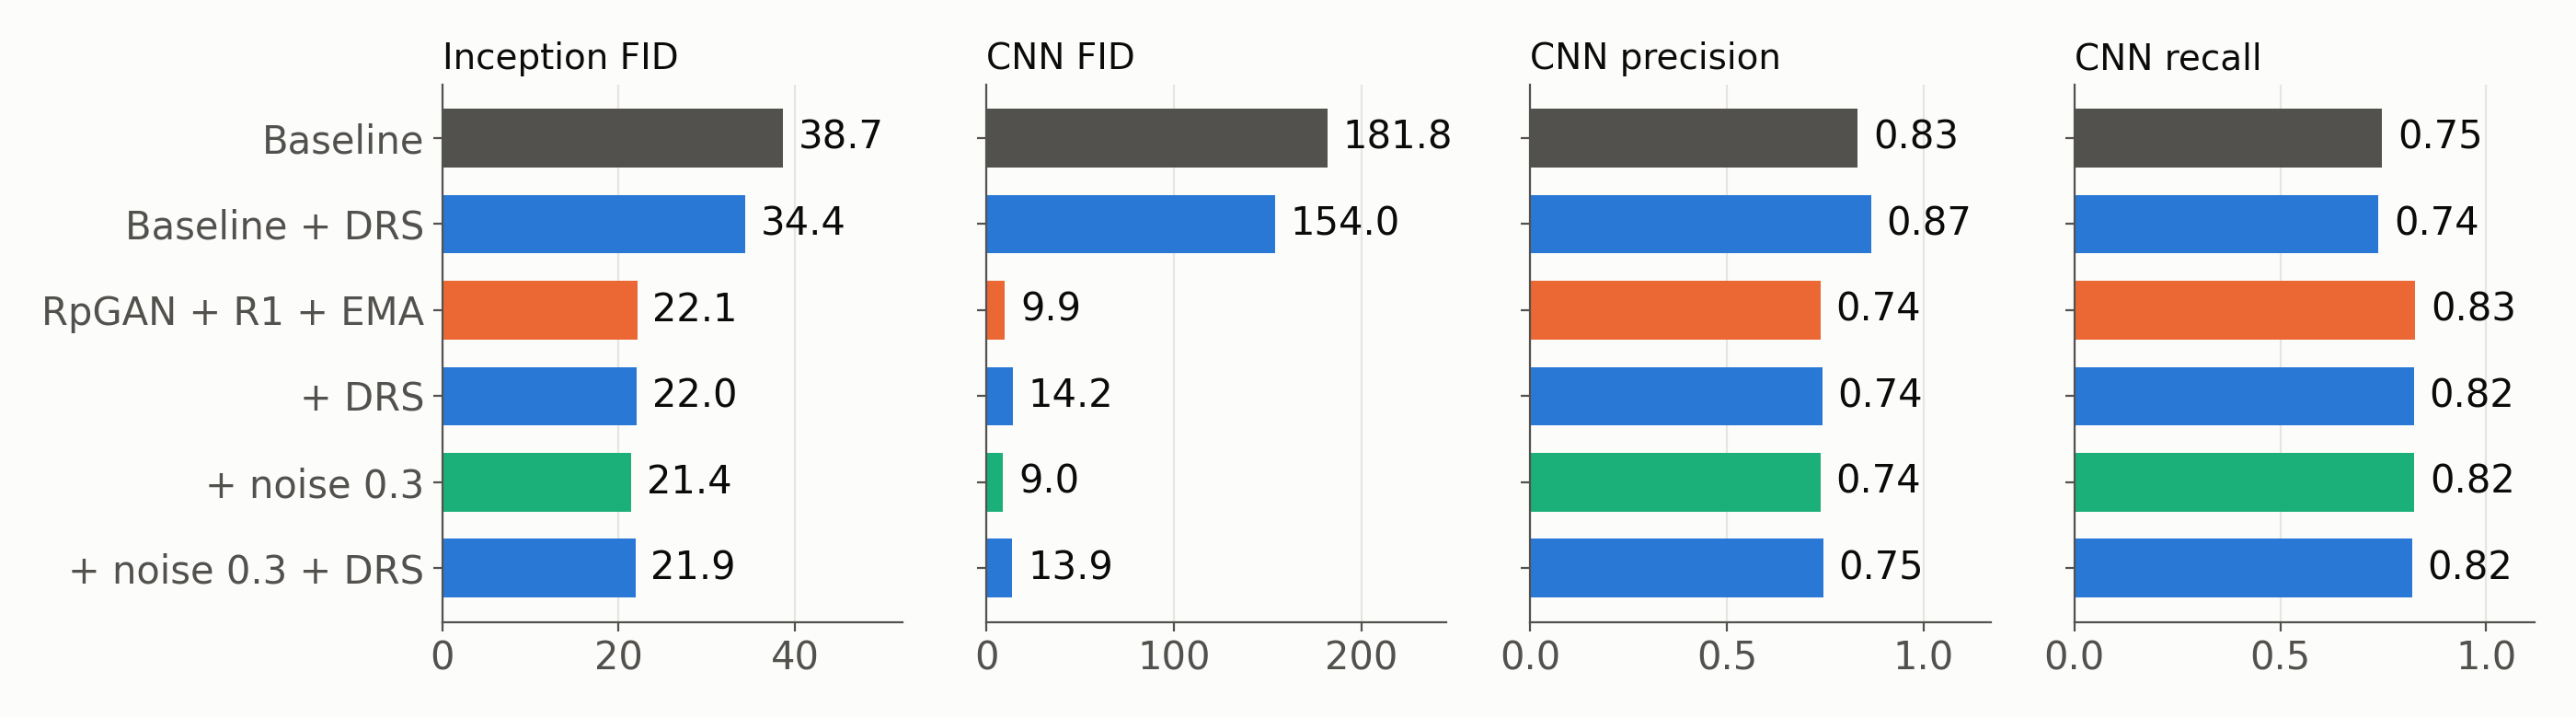 Inception FID
CNN FID
CNN precision
CNN recall
Baseline
38.7
181.8
0.83
0.75
Baseline + DRS
34.4
154.0
0.87
0.74
RpGAN + R1 + EMA
22.1
9.9
0.74
0.83
+ DRS
22.0
14.2
0.74
0.82
+ noise 0.3
21.4
9.0
0.74
0.82
+ noise 0.3 + DRS
21.9
13.9
0.75
0.82
0 20 40
0 100 200
0.0 0.5 1.0
0.0 0.5 1.0